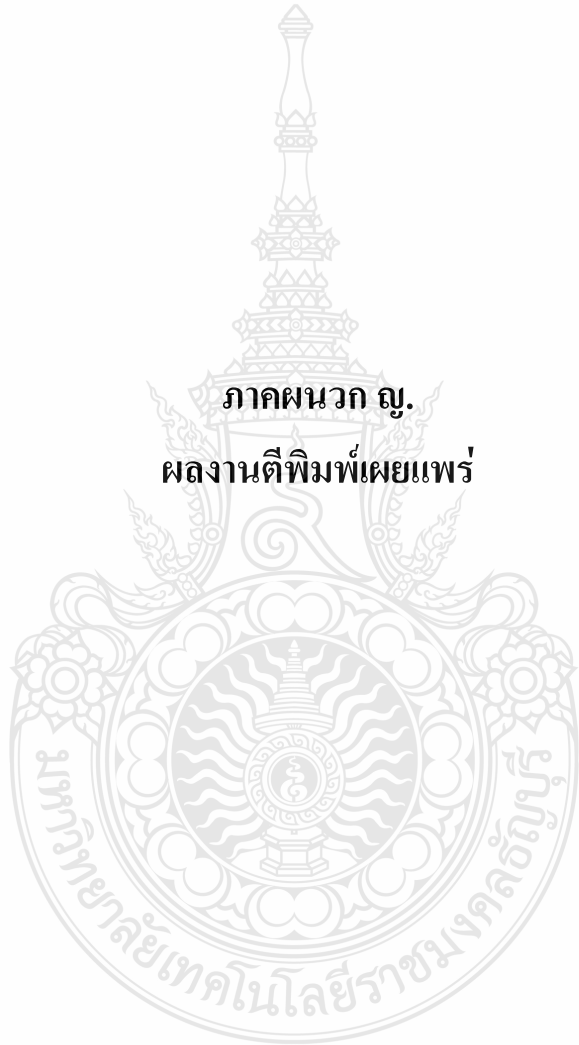 ภาคผนวก ญ.
ผลงานตีพิมพ์เผยแพร่
มหาวิทยาลัยเทคโนโลยีราชมงคลธัญบุรี